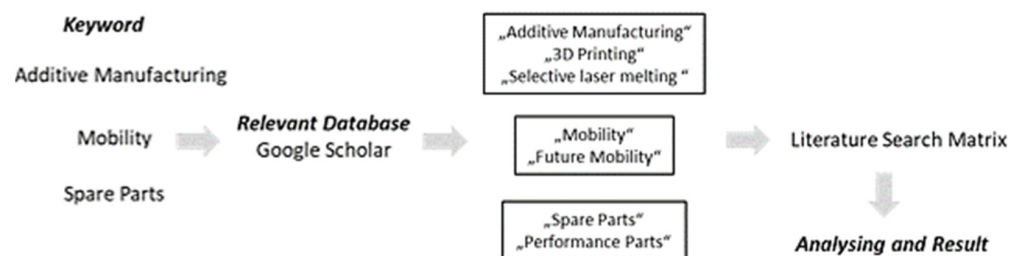 Keyword
Additive Manufacturing
Mobility
Spare Parts
Relevant Database
Google Scholar
„Additive Manufacturing“
„3D Printing“
„Selective laser melting “
„Mobility“
„Future Mobility“
„Spare Parts“
„Performance Parts“
Literature Search Matrix
Analysing and Result